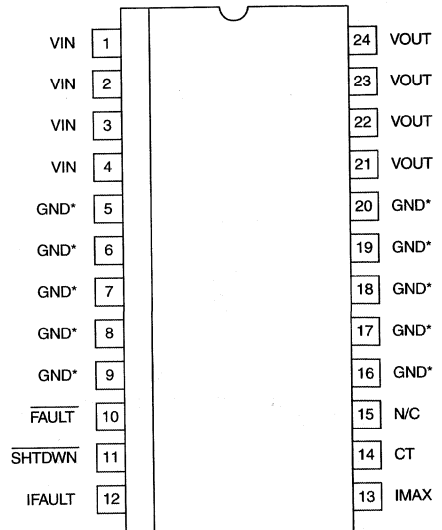 VIN 1 24 VOUT
VIN 2 23 VOUT
VIN 3 22 VOUT
VIN 4 21 VOUT
GND* 5 20 GND*
GND* 6 19 GND*
GND* 7 18 GND*
GND* 8 17 GND*
GND* 9 16 GND*
FAULT 10 15 N/C
SHTDWN 11 14 CT
IFAULT 12 13 IMAX